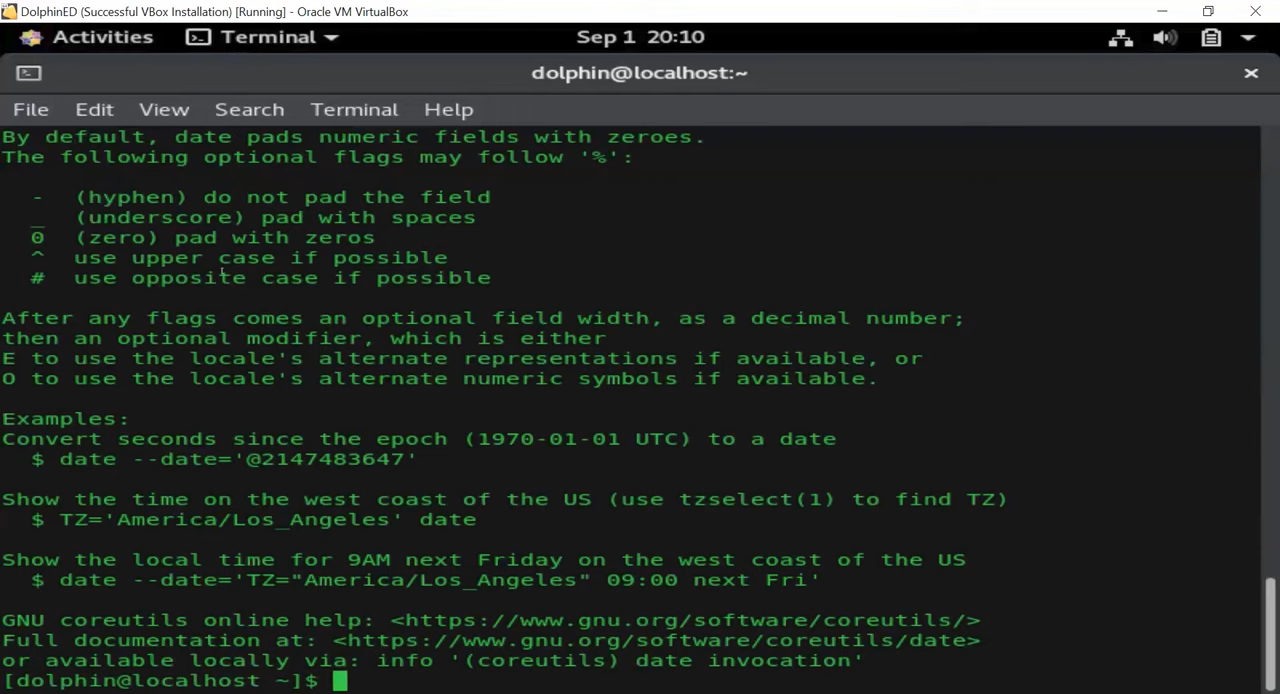 DolphinED (Successful VBox Installation) [Running] - Oracle VM VirtualBox
Activities Terminal Sep 1 20:10
dolphin@localhost:~
File Edit View Search Terminal Help
By default, date pads numeric fields with zeroes.
The following optional flags may follow '%':
- (hyphen) do not pad the field
_ (underscore) pad with spaces
0 (zero) pad with zeros
^ use upper case if possible
# use opposite case if possible
After any flags comes an optional field width, as a decimal number;
then an optional modifier, which is either
E to use the locale's alternate representations if available, or
O to use the locale's alternate numeric symbols if available.
Examples:
Convert seconds since the epoch (1970-01-01 UTC) to a date
$ date --date='@2147483647'
Show the time on the west coast of the US (use tzselect(1) to find TZ)
$ TZ='America/Los_Angeles' date
Show the local time for 9AM next Friday on the west coast of the US
$ date --date='TZ="America/Los_Angeles" 09:00 next Fri'
GNU coreutils online help: <https://www.gnu.org/software/coreutils/>
Full documentation at: <https://www.gnu.org/software/coreutils/date>
or available locally via: info '(coreutils) date invocation'
[dolphin@localhost ~]$